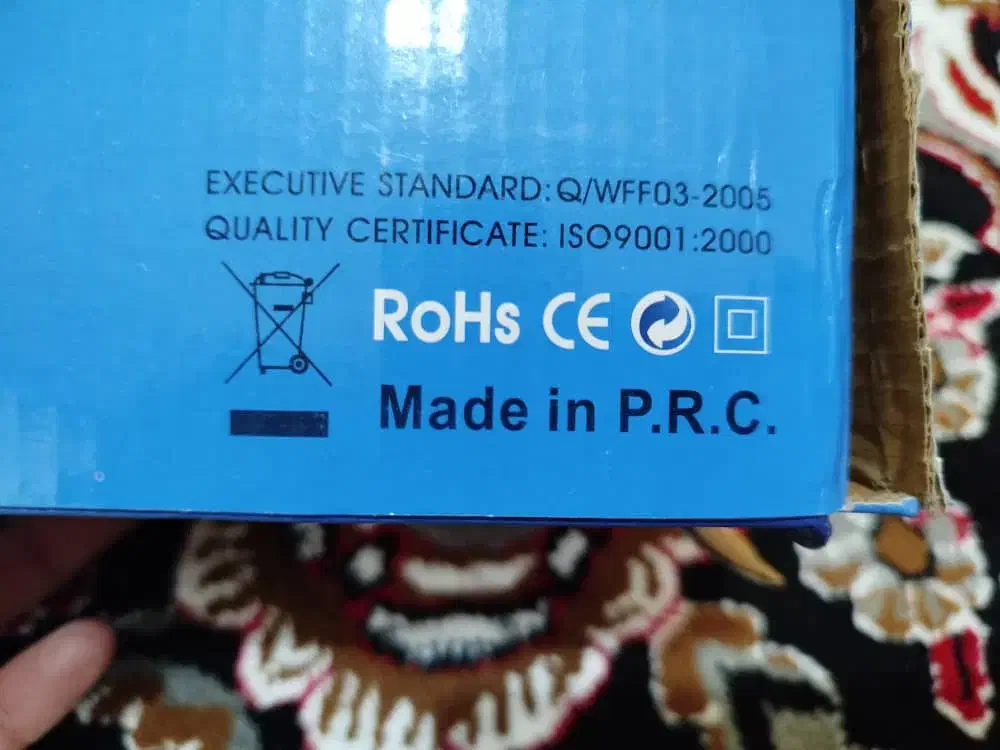 EXECUTIVE STANDARD: Q/WFF03-2005
QUALITY CERTIFICATE: ISO9001:2000
RoHs CE
Made in P.R.C.